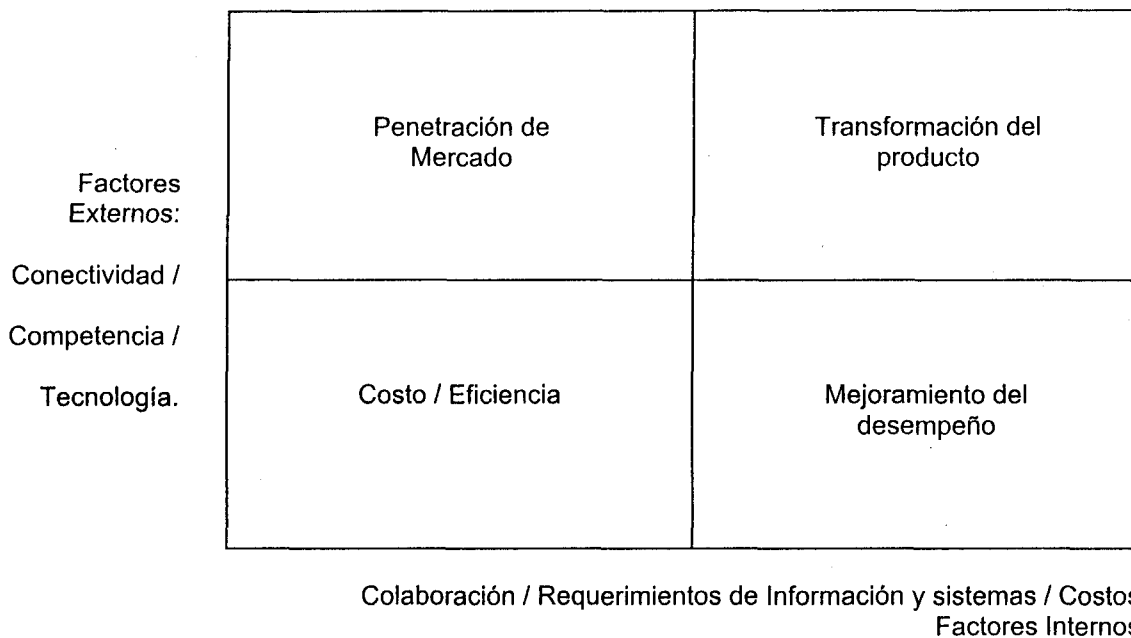 Penetración de
Mercado
Transformación del
producto
Factores
Externos:
Conectividad /
Competencia /
Tecnología.
Costo / Eficiencia
Mejoramiento del
desempeño
Colaboración / Requerimientos de Información y sistemas / Costos
Factores Internos